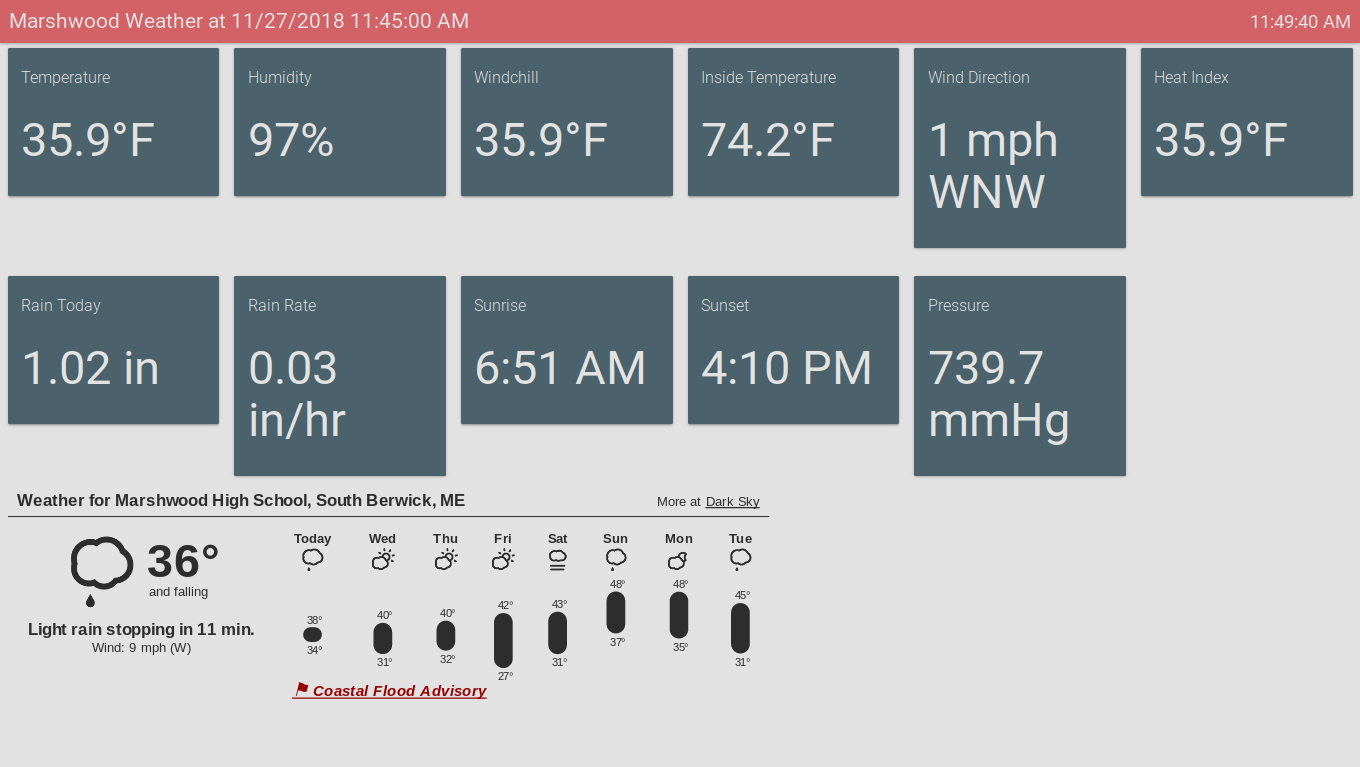 Marshwood Weather at 11/27/2018 11:45:00 AM
11:49:40 AM
Temperature
35.9°F
Humidity
97%
Windchill
35.9°F
Inside Temperature
74.2°F
Wind Direction
1 mph
WNW
Heat Index
35.9°F
Rain Today
1.02 in
Rain Rate
0.03
in/hr
Sunrise
6:51 AM
Sunset
4:10 PM
Pressure
739.7
mmHg
Weather for Marshwood High School, South Berwick, ME
More at Dark Sky
36°
and falling
Light rain stopping in 11 min.
Wind: 9 mph (W)
Today
38°
34°
Wed
40°
31°
Thu
40°
32°
Fri
42°
27°
Sat
43°
31°
Sun
48°
37°
Mon
48°
35°
Tue
45°
31°
Coastal Flood Advisory